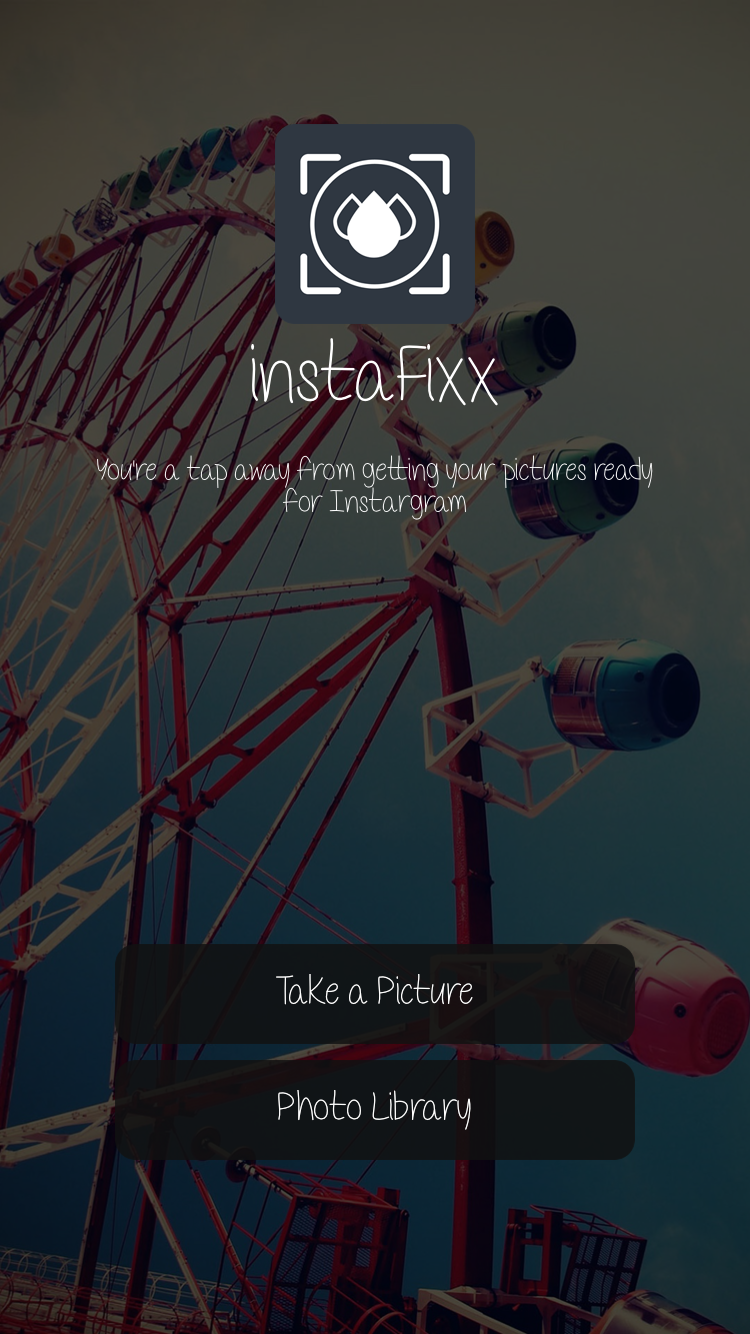 instaFixx
You're a tap away from getting your pictures ready
for Instargram
Take a Picture
Photo Library